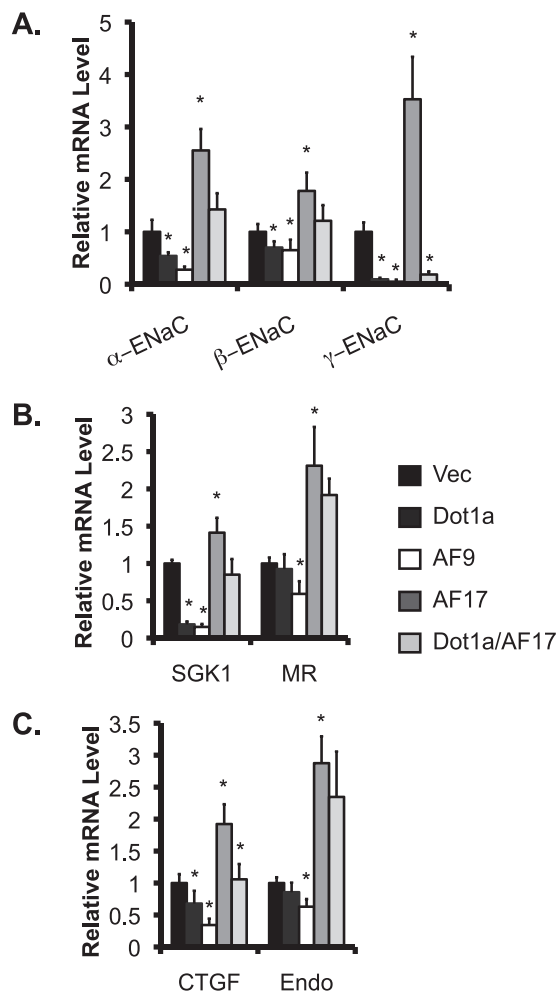 A.
Relative mRNA Level
5
4
3
2
1
0
*
*
*
*
*
*
*
*
*
*
α–ENaC
β–ENaC
γ–ENaC
B.
Relative mRNA Level
3
2.5
2
1.5
1
0.5
0
*
*
*
*
*
SGK1
MR
Vec
Dot1a
AF9
AF17
Dot1a/AF17
C.
Relative mRNA Level
3.5
3
2.5
2
1.5
1
0.5
0
*
*
*
*
*
*
CTGF
Endo